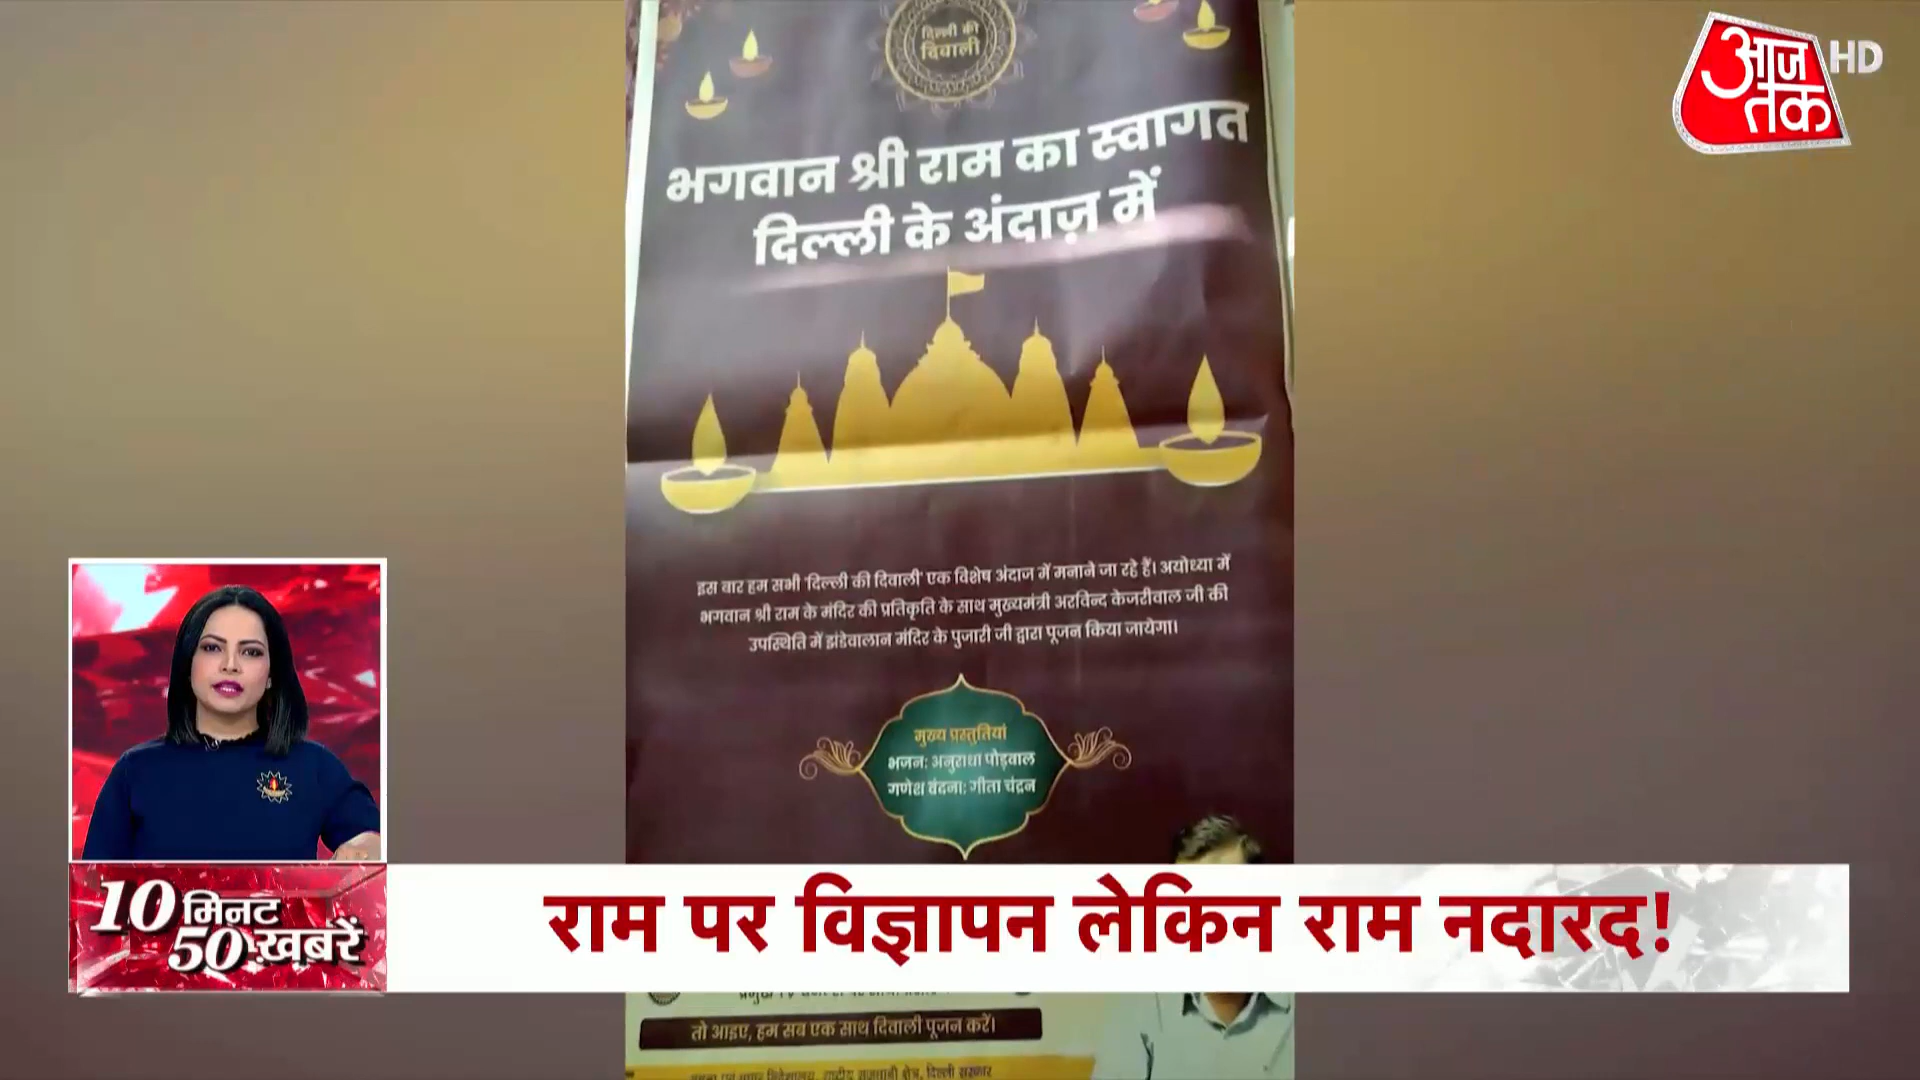 दिल्ली की
दिवाली
आज
तक
HD
भगवान श्री राम का स्वागत
दिल्ली के अंदाज़ में
इस बार हम सभी 'दिल्ली की दिवाली' एक विशेष अंदाज में मनाने जा रहे हैं। अयोध्या में
भगवान श्री राम के मंदिर की प्रतिकृति के साथ मुख्यमंत्री अरविन्द केजरीवाल जी की
उपस्थिति में झंडेवालान मंदिर के पुजारी जी द्वारा पूजन किया जायेगा।
मुख्य प्रस्तुतियां
भजन: अनुराधा पोड्वाल
गणेश वंदना: गीता चंद्रन
10 मिनट
50 ख़बरें
राम पर विज्ञापन लेकिन राम नदारद!
तो आइए, हम सब एक साथ दिवाली पूजन करें।
राष्ट्रीय राजधानी क्षेत्र, दिल्ली सरकार